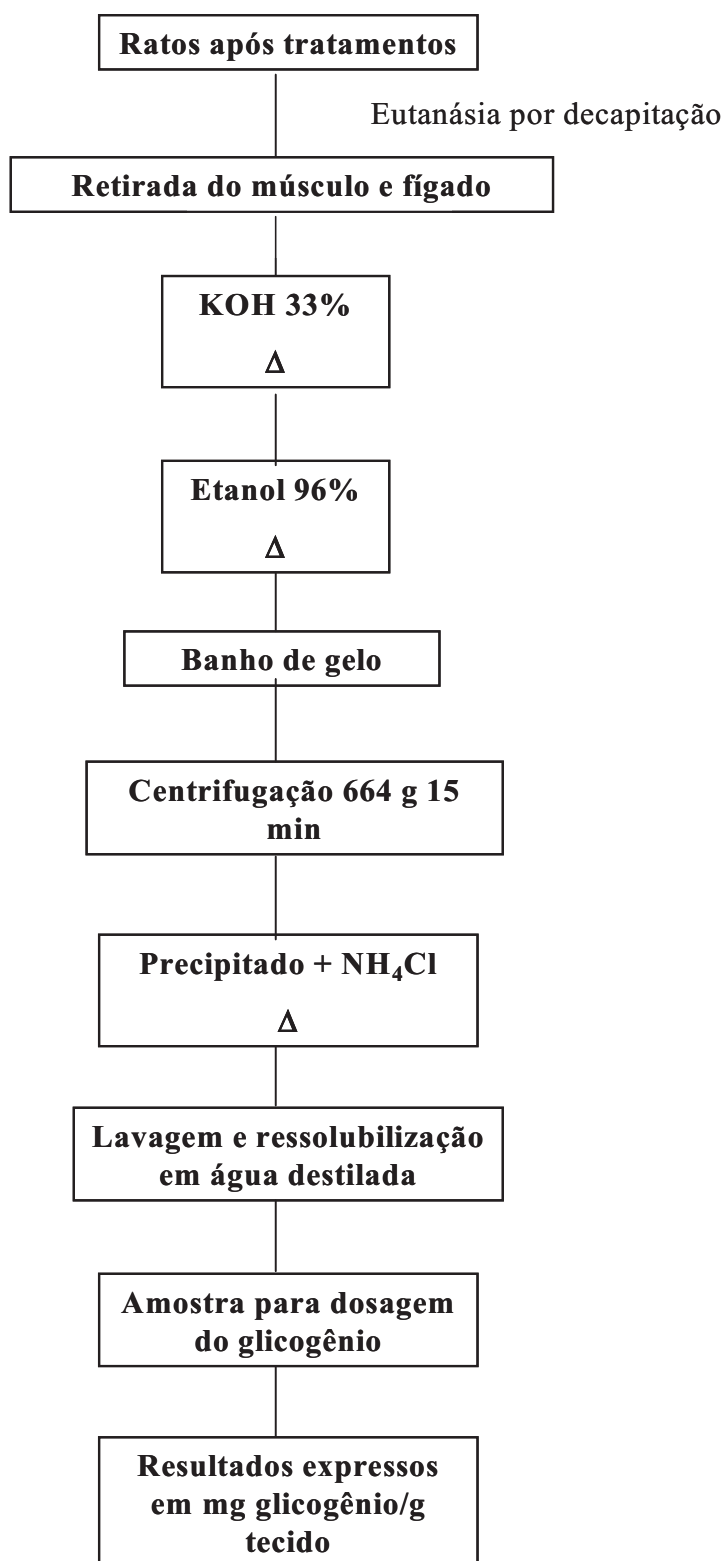 Ratos após tratamentos
Eutanásia por decapitação
Retirada do músculo e fígado
KOH 33%
Δ
Etanol 96%
Δ
Banho de gelo
Centrifugação 664 g 15
min
Precipitado + NH₄Cl
Δ
Lavagem e ressolubilização
em água destilada
Amostra para dosagem
do glicogênio
Resultados expressos
em mg glicogênio/g
tecido